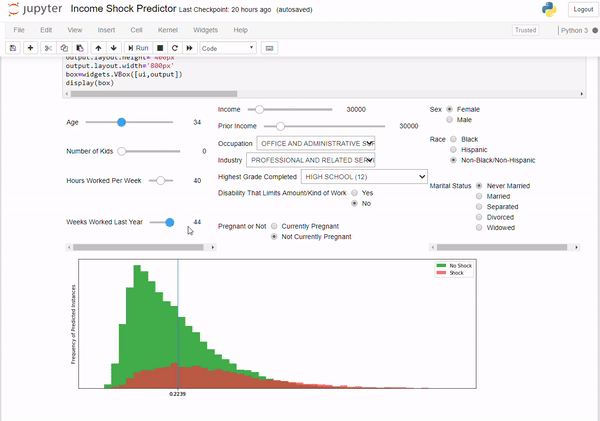 jupyter Income Shock Predictor Last Checkpoint: 20 hours ago (autosaved)
Logout
File Edit View Insert Cell Kernel Widgets Help
Trusted Python 3
Run Code
output.layout.height='400px'
output.layout.width='800px'
box=widgets.VBox([ui,output])
display(box)
Age 34
Number of Kids 0
Hours Worked Per Week 40
Weeks Worked Last Year 44
Income 30000
Prior Income 30000
Occupation OFFICE AND ADMINISTRATIVE SUP
Industry PROFESSIONAL AND RELATED SER
Highest Grade Completed HIGH SCHOOL (12)
Disability That Limits Amount/Kind of Work Yes
No
Pregnant or Not Currently Pregnant
Not Currently Pregnant
Sex Female
Male
Race Black
Hispanic
Non-Black/Non-Hispanic
Marital Status Never Married
Married
Separated
Divorced
Widowed
No Shock
Shock
Frequency of Predicted Instances
0.2239